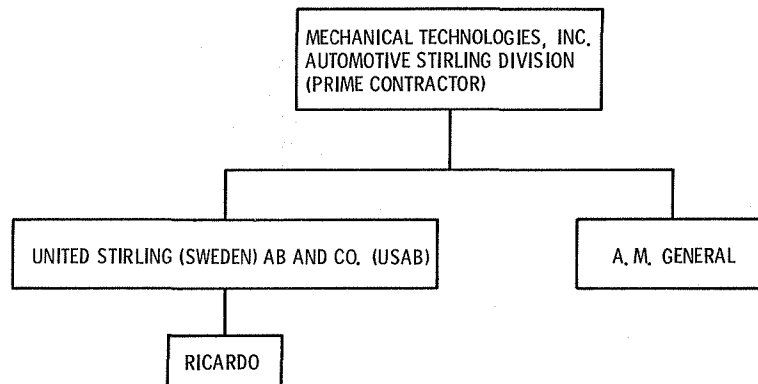 MECHANICAL TECHNOLOGIES, INC.
AUTOMOTIVE STIRLING DIVISION
(PRIME CONTRACTOR)
UNITED STIRLING (SWEDEN) AB AND CO. (USAB)
A. M. GENERAL
RICARDO